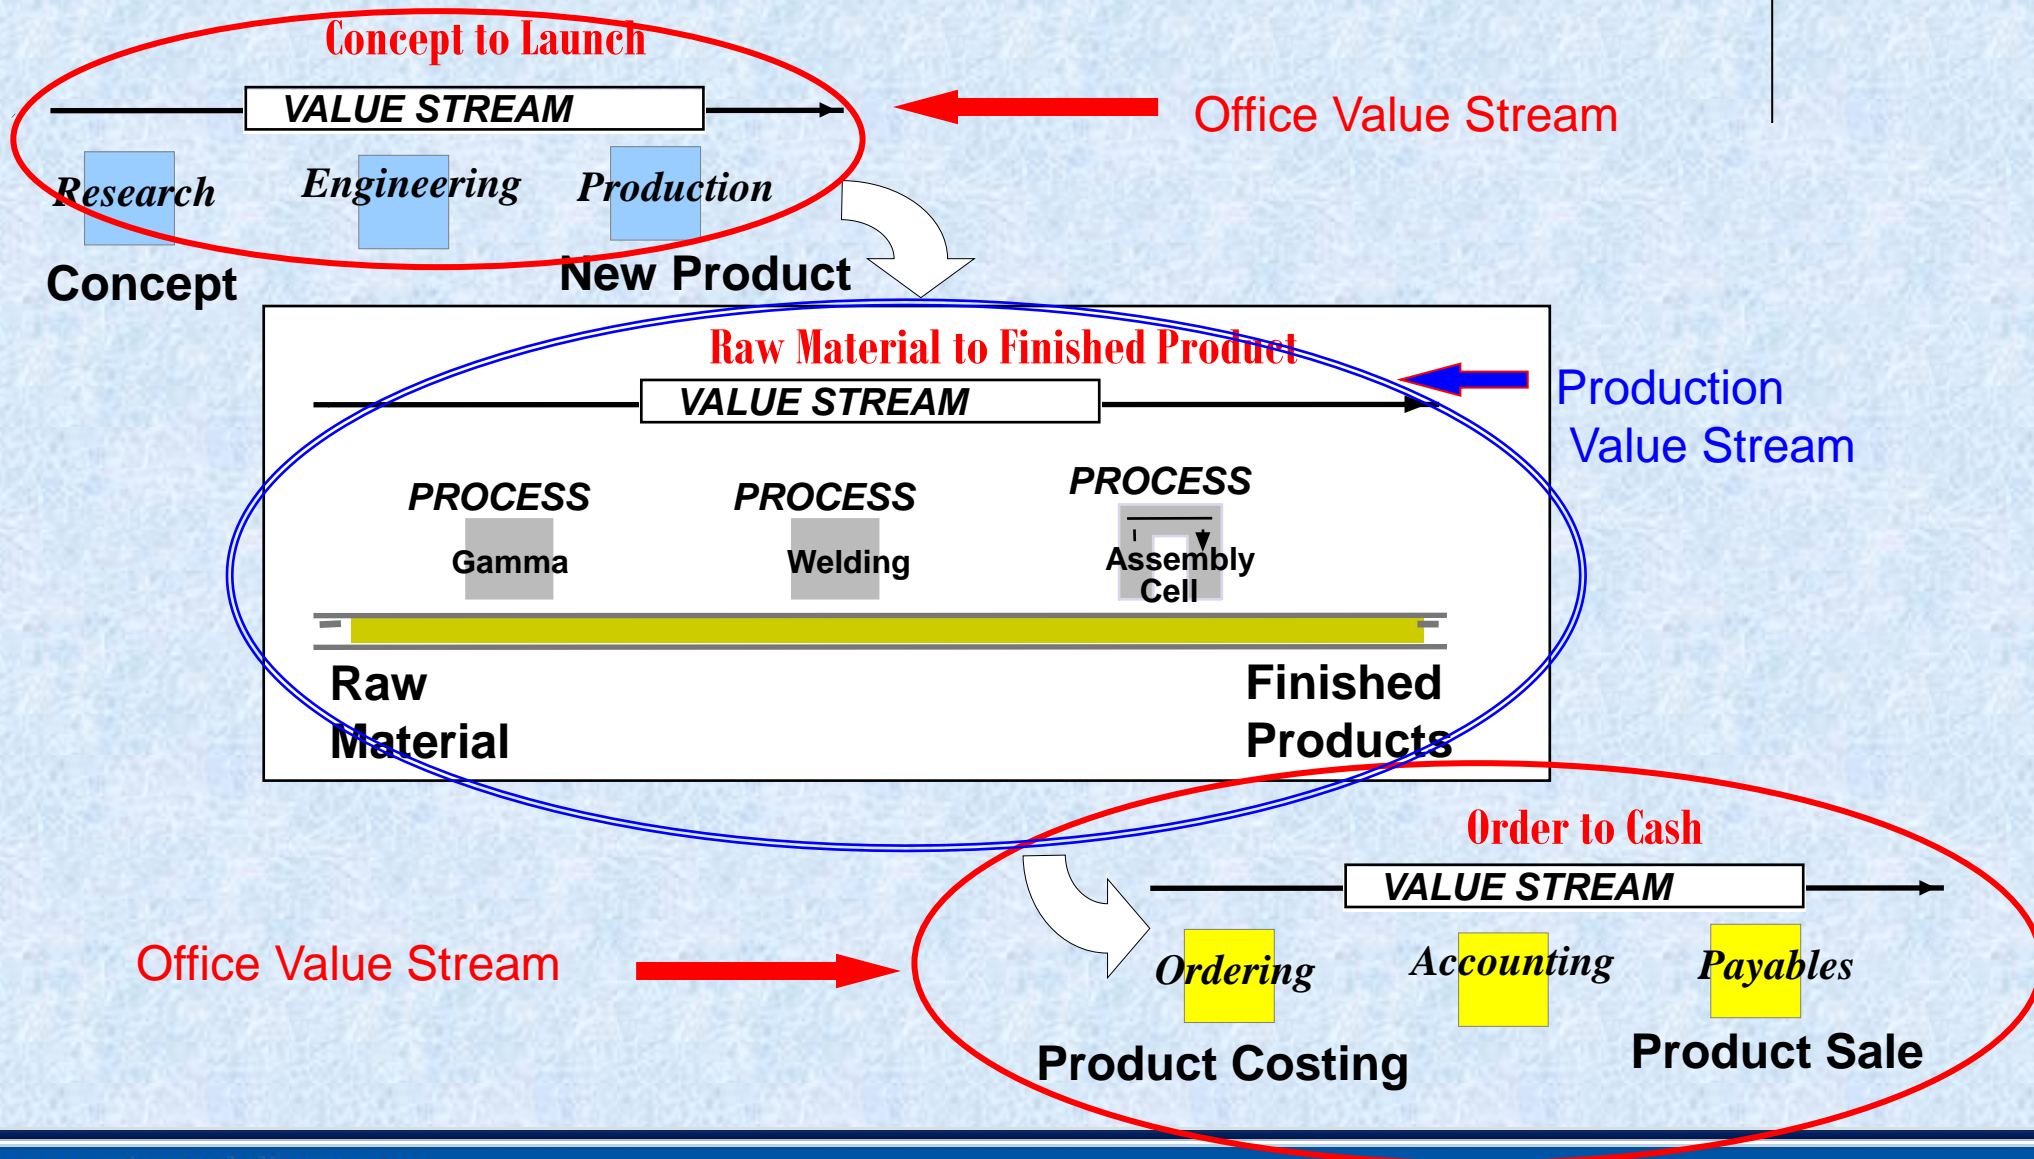 Concept to Launch
VALUE STREAM
Office Value Stream
Research
Engineering
Production
Concept
New Product
Raw Material to Finished Product
VALUE STREAM
Production
Value Stream
PROCESS
PROCESS
PROCESS
Gamma
Welding
Assembly
Cell
Raw
Material
Finished
Products
Order to Cash
VALUE STREAM
Office Value Stream
Ordering
Accounting
Payables
Product Costing
Product Sale